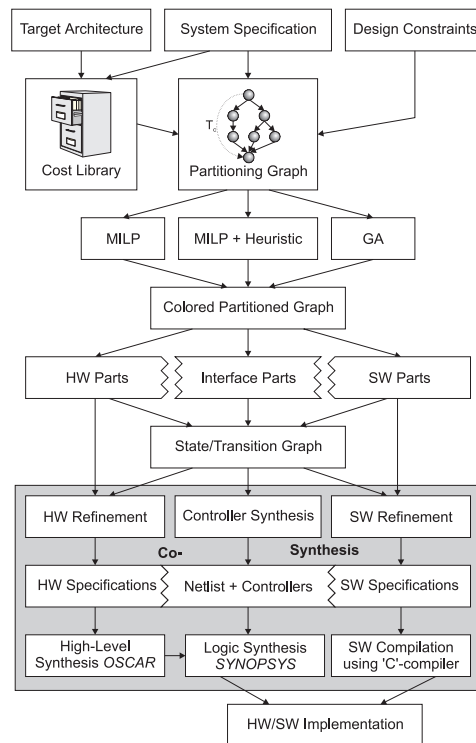 Target Architecture
System Specification
Design Constraints
T
c
Cost Library
Partitioning Graph
MILP
MILP + Heuristic
GA
Colored Partitioned Graph
HW Parts
Interface Parts
SW Parts
State/Transition Graph
HW Refinement
Controller Synthesis
SW Refinement
Co-
Synthesis
HW Specifications
Netlist + Controllers
SW Specifications
High-Level
Synthesis OSCAR
Logic Synthesis
SYNOPSYS
SW Compilation
using 'C'-compiler
HW/SW Implementation